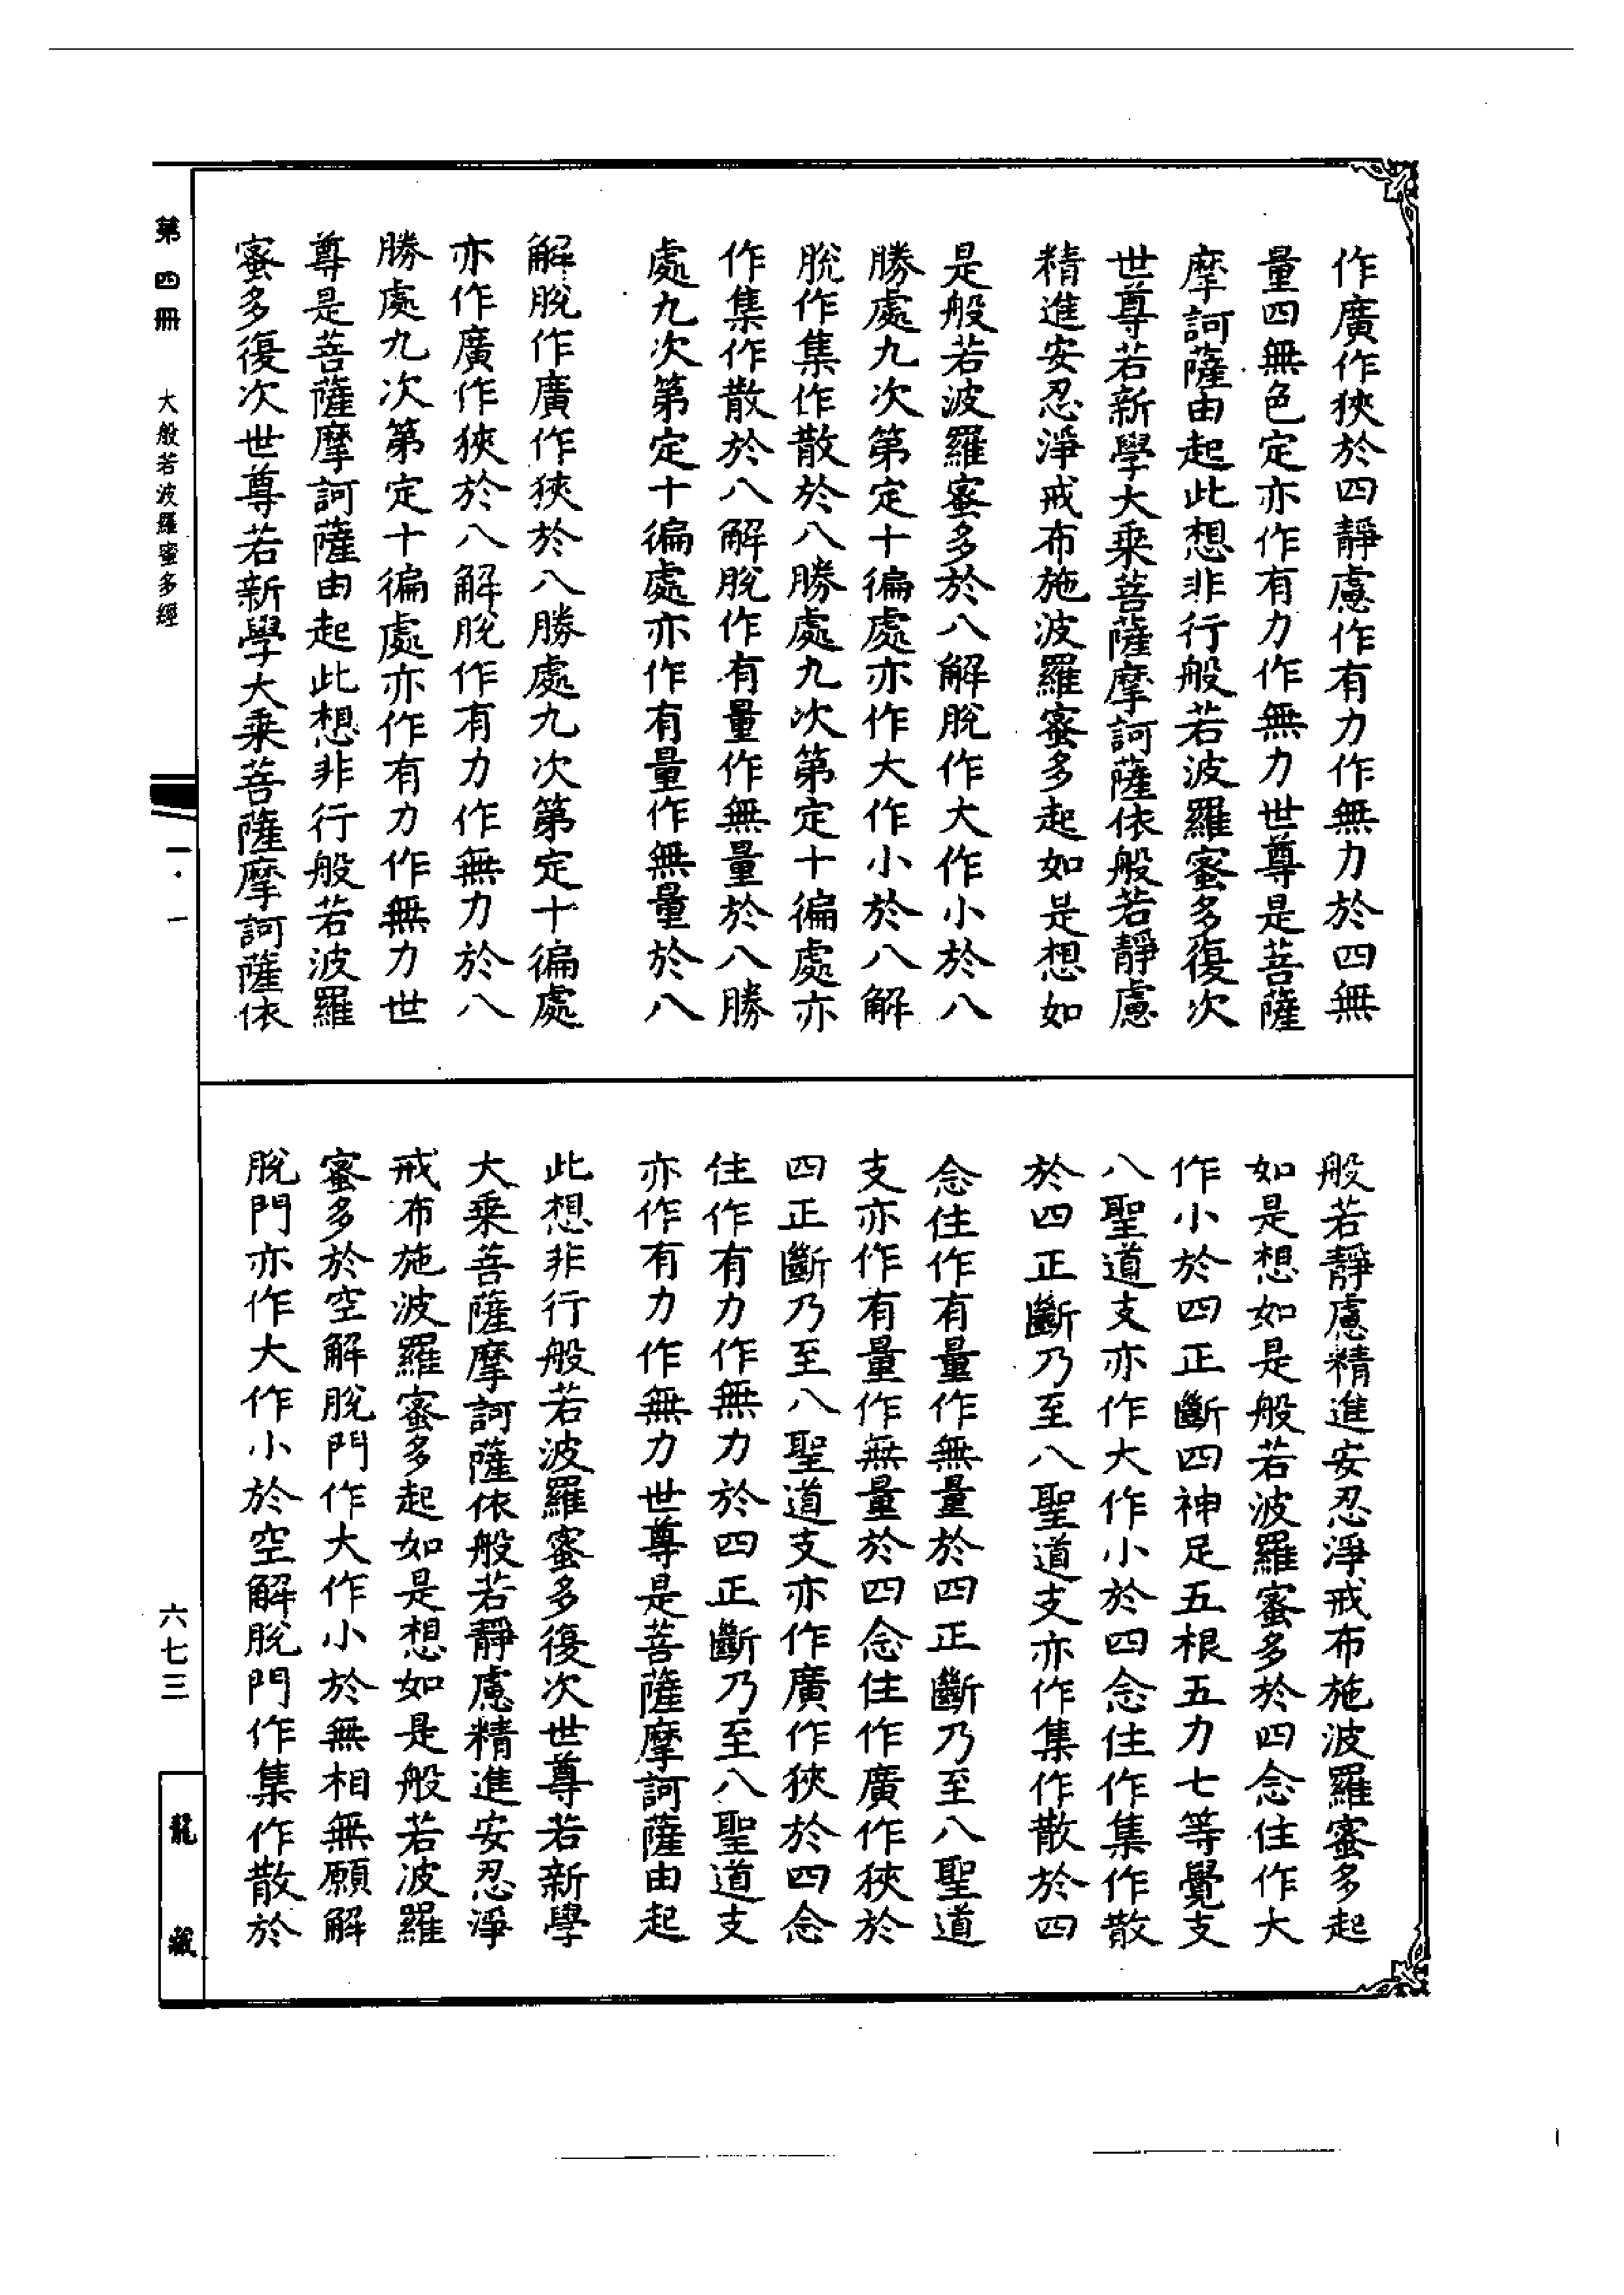 作廣作狹於四靜慮作有力作無力於四無
量四無色定亦作有力作無力世尊是菩薩
摩訶薩由起此想非行般若波羅蜜多復次
世尊若新學大乘菩薩摩訶薩依般若靜慮
精進安忍淨戒布施波羅蜜多起如是想如
是般若波羅蜜多於八解脫作大作小於八
勝處九次第定十徧處亦作大作小於八解
脫作集作散於八勝處九次第定十徧處亦
作集作散於八解脫作有量作無量於八勝
處九次第定十徧處亦作有量作無量於八
解脫作廣作狹於八勝處九次第定十徧處
亦作廣作狹於八解脫作有力作無力於八
勝處九次第定十徧處亦作有力作無力世
尊是菩薩摩訶薩由起此想非行般若波羅
蜜多復次世尊若新學大乘菩薩摩訶薩依
般若靜慮精進安忍淨戒布施波羅蜜多起
如是想如是般若波羅蜜多於四念住作大
作小於四正斷四神足五根五力七等覺支
八聖道支亦作大作小於四念住作集作散
於四正斷乃至八聖道支亦作集作散於四
念住作有量作無量於四正斷乃至八聖道
支亦作有量作無量於四念住作廣作狹於
四正斷乃至八聖道支亦作廣作狹於四念
住作有力作無力於四正斷乃至八聖道支
亦作有力作無力世尊是菩薩摩訶薩由起
此想非行般若波羅蜜多復次世尊若新學
大乘菩薩摩訶薩依般若靜慮精進安忍淨
戒布施波羅蜜多起如是想如是般若波羅
蜜多於空解脫門作大作小於無相無願解
脫門亦作大作小於空解脫門作集作散於
第四冊 大般若波羅蜜多經
一·一
六七三
龍藏